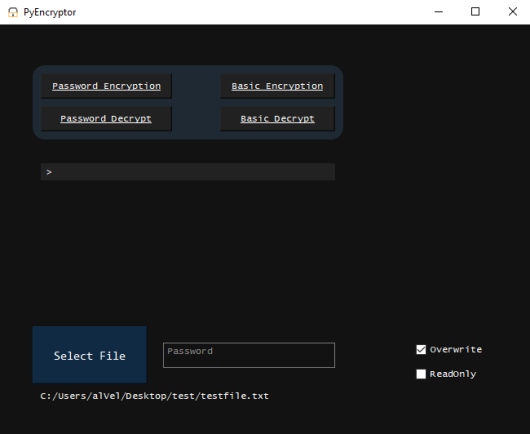 PyEncryptor
Password Encryption
Basic Encryption
Password Decrypt
Basic Decrypt
>
Password
Overwrite
Select File
ReadOnly
C:/Users/alVel/Desktop/test/testfile.txt